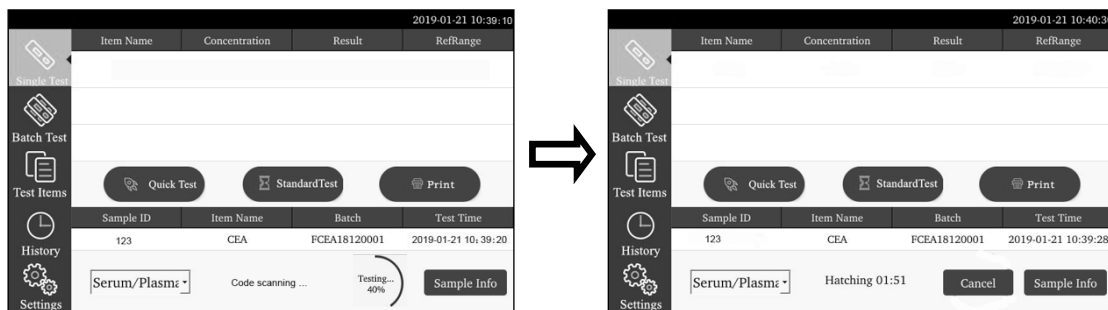 2019-01-21 10:39:10
Item Name Concentration Result RefRange
Single Test
Batch Test
Test Items
Quick Test StandardTest Print
Sample ID Item Name Batch Test Time
123 CEA FCEA18120001 2019-01-21 10:39:20
History
Serum/Plasma Code scanning ... Testing... 40% Sample Info
Settings
2019-01-21 10:40:30
Item Name Concentration Result RefRange
Single Test
Batch Test
Test Items
Quick Test StandardTest Print
Sample ID Item Name Batch Test Time
123 CEA FCEA18120001 2019-01-21 10:39:28
History
Serum/Plasma Hatching 01:51 Cancel Sample Info
Settings